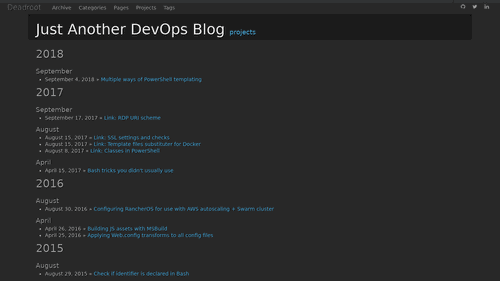 Deadroot Archive Categories Pages Projects Tags
Just Another DevOps Blog projects
2018
September
September 4, 2018 » Multiple ways of PowerShell templating
2017
September
September 17, 2017 » Link: RDP URI scheme
August
August 15, 2017 » Link: SSL settings and checks
August 15, 2017 » Link: Template files substituter for Docker
August 8, 2017 » Link: Classes in PowerShell
April
April 15, 2017 » Bash tricks you didn't usually use
2016
August
August 30, 2016 » Configuring RancherOS for use with AWS autoscaling + Swarm cluster
April
April 26, 2016 » Building JS assets with MSBuild
April 25, 2016 » Applying Web.config transforms to all config files
2015
August
August 29, 2015 » Check if identifier is declared in Bash